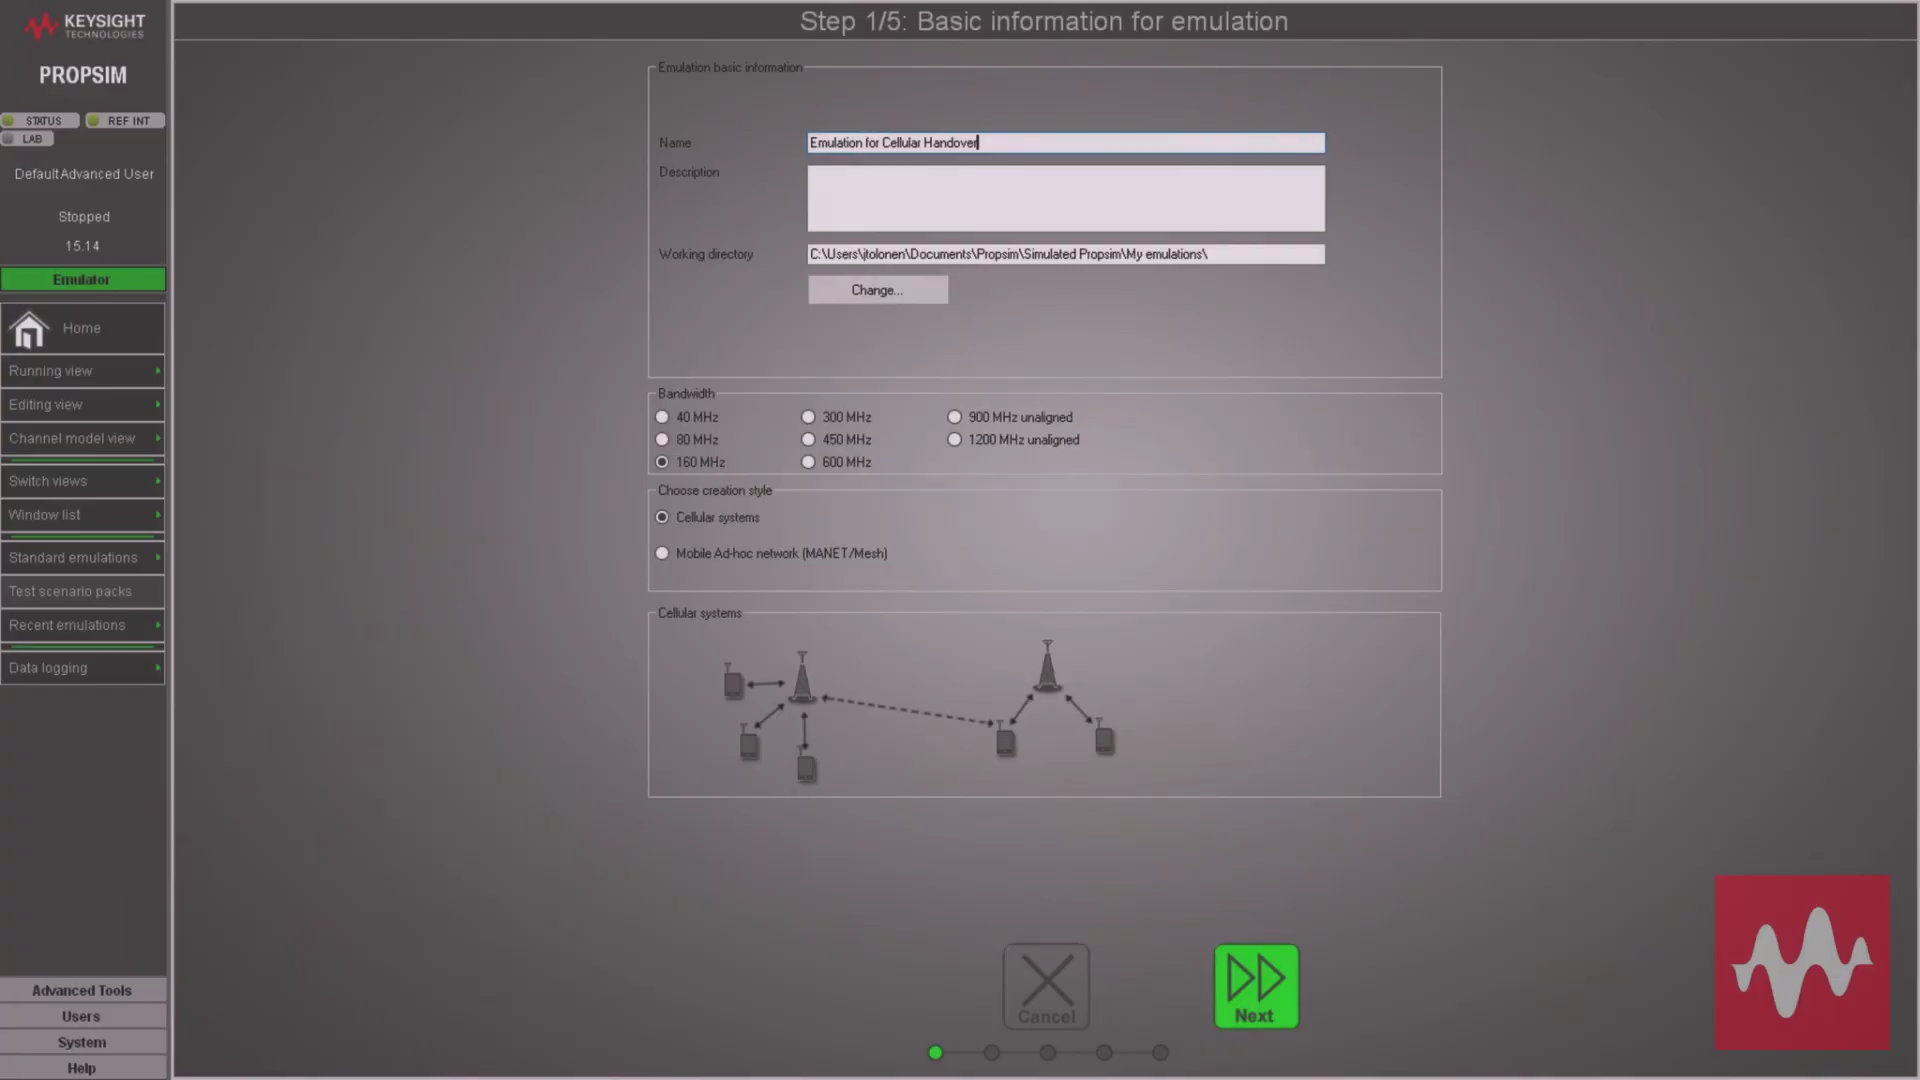 KEYSIGHT
TECHNOLOGIES
PROPSIM
STATUS
REF INT
LAB
Default Advanced User
Stopped
15.14
Emulator
Home
Running view
Editing view
Channel model view
Switch views
Window list
Standard emulations
Test scenario packs
Recent emulations
Data logging
Advanced Tools
Users
System
Help
Step 1/5: Basic information for emulation
Emulation basic information
Name
Emulation for Cellular Handover
Description
Working directory
C:\Users\jtolonen\Documents\Propsim\Simulated Propsim\My emulations\
Change...
Bandwidth
40 MHz
300 MHz
900 MHz unaligned
80 MHz
450 MHz
1200 MHz unaligned
160 MHz
600 MHz
Choose creation style
Cellular systems
Mobile Ad-hoc network (MANET/Mesh)
Cellular systems
Cancel
Next